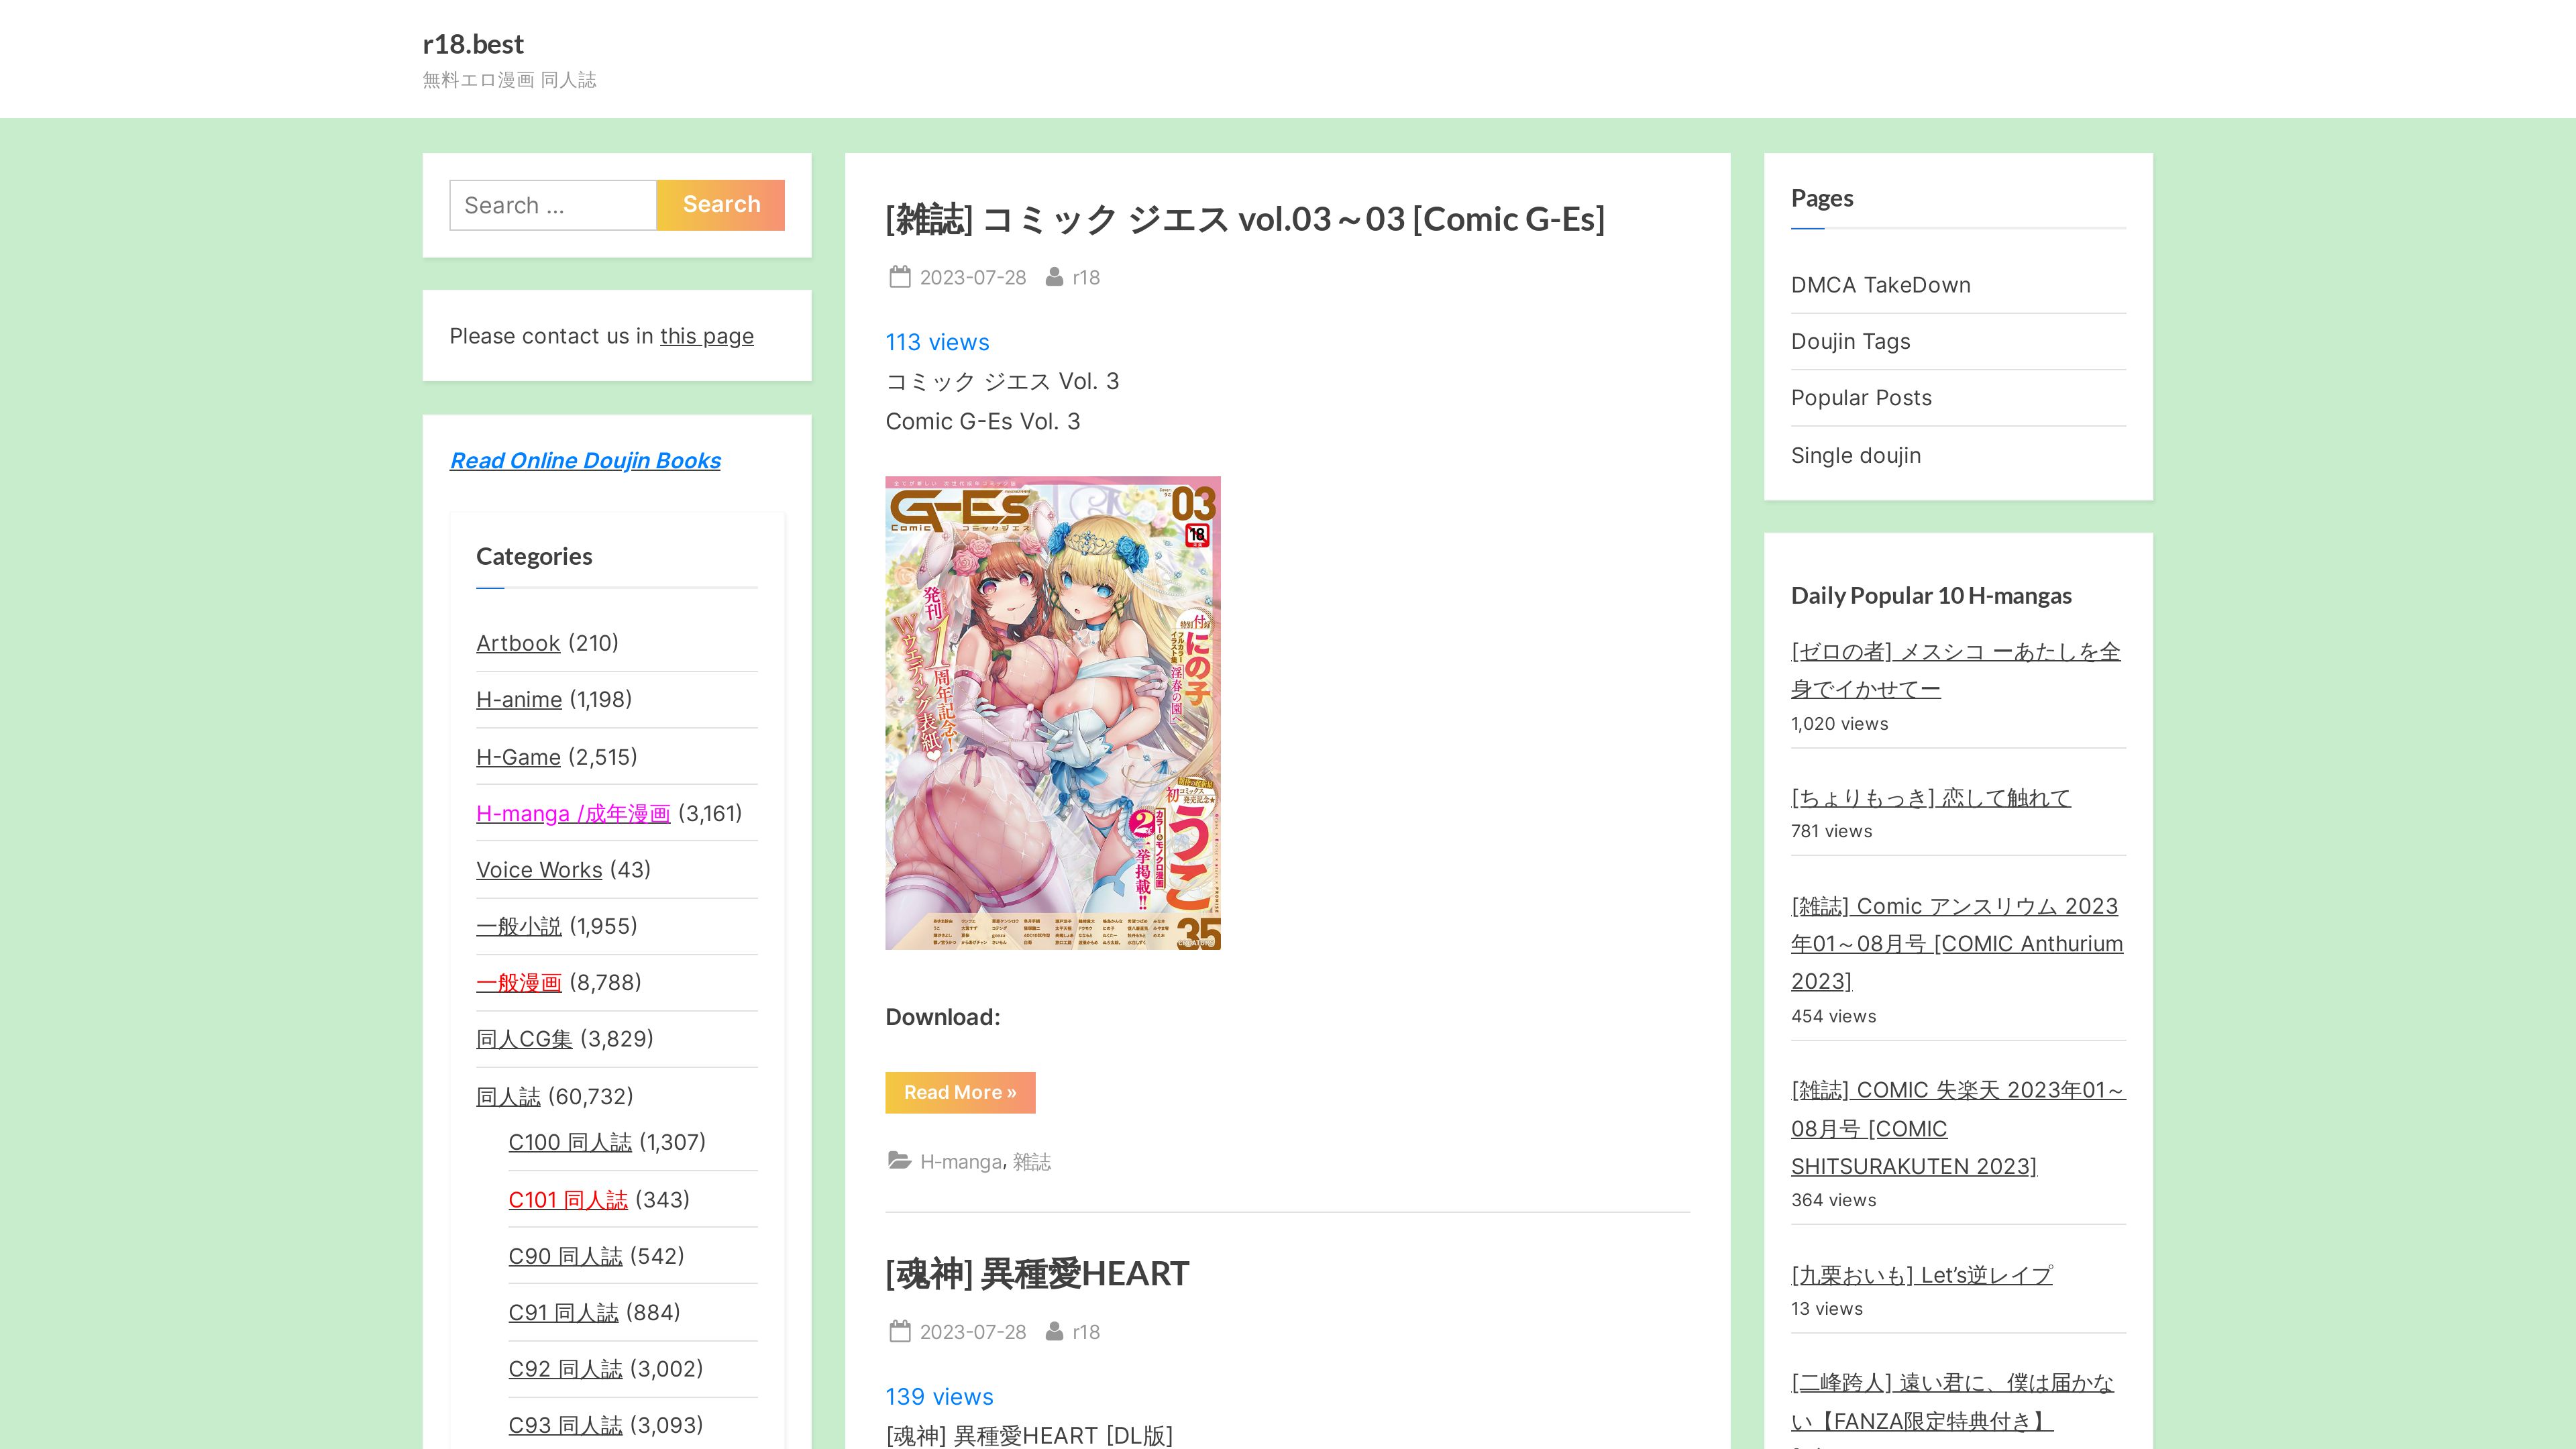 r18.best
無料エロ漫画 同人誌
Search ...
Search
Please contact us in this page
Read Online Doujin Books
Categories
Artbook (210)
H-anime (1,198)
H-Game (2,515)
H-manga /成年漫画 (3,161)
Voice Works (43)
一般小説 (1,955)
一般漫画 (8,788)
同人CG集 (3,829)
同人誌 (60,732)
C100 同人誌 (1,307)
C101 同人誌 (343)
C90 同人誌 (542)
C91 同人誌 (884)
C92 同人誌 (3,002)
C93 同人誌 (3,093)
[雑誌] コミック ジエス vol.03～03 [Comic G-Es]
2023-07-28 r18
113 views
コミック ジエス Vol. 3
Comic G-Es Vol. 3
G-Es
Comic コミックジエス
03
18
発刊1周年記念!
Wウエディング表紙♥
特別付録
フルカラーイラスト集
にの子
淫春の園へ
初コミックス発売記念★
うこ
カラー&モノクロ漫画
2本一挙掲載!!
35
Download:
Read More »
H-manga, 雑誌
[魂神] 異種愛HEART
2023-07-28 r18
139 views
[魂神] 異種愛HEART [DL版]
Pages
DMCA TakeDown
Doujin Tags
Popular Posts
Single doujin
Daily Popular 10 H-mangas
[ゼロの者] メスシコ ーあたしを全
身でイかせてー
1,020 views
[ちょりもっき] 恋して触れて
781 views
[雑誌] Comic アンスリウム 2023
年01～08月号 [COMIC Anthurium
2023]
454 views
[雑誌] COMIC 失楽天 2023年01～
08月号 [COMIC
SHITSURAKUTEN 2023]
364 views
[九栗おいも] Let’s逆レイプ
13 views
[二峰跨人] 遠い君に、僕は届かな
い【FANZA限定特典付き】